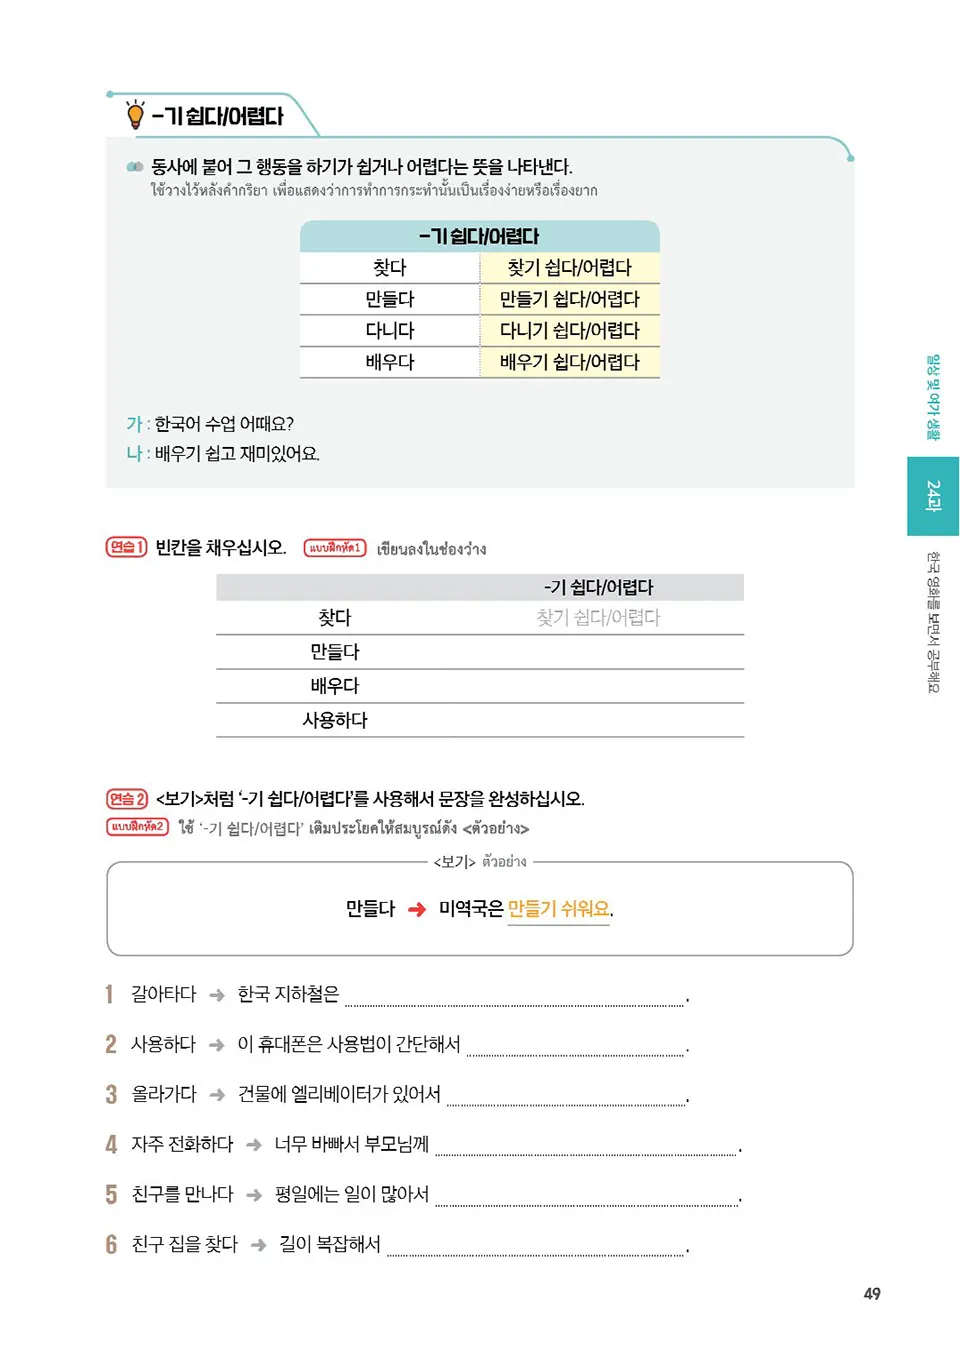 -기 쉽다/어렵다
동사에 붙어 그 행동을 하기가 쉽거나 어렵다는 뜻을 나타낸다.
ใช้วางไว้หลังคำกริยา เพื่อแสดงว่าการทำการกระทำนั้นเป็นเรื่องง่ายหรือเรื่องยาก
-기 쉽다/어렵다
찾다 찾기 쉽다/어렵다
만들다 만들기 쉽다/어렵다
다니다 다니기 쉽다/어렵다
배우다 배우기 쉽다/어렵다
가 : 한국어 수업 어때요?
나 : 배우기 쉽고 재미있어요.
연습 1 빈칸을 채우십시오. แบบฝึกหัด1 เขียนลงในช่องว่าง
-기 쉽다/어렵다
찾다 찾기 쉽다/어렵다
만들다
배우다
사용하다
연습 2 <보기>처럼 ‘-기 쉽다/어렵다’를 사용해서 문장을 완성하십시오.
แบบฝึกหัด2 ใช้ ‘-기 쉽다/어렵다’ เติมประโยคให้สมบูรณ์ดัง <ตัวอย่าง>
<보기> ตัวอย่าง
만들다 ➜ 미역국은 만들기 쉬워요.
1 갈아타다 ➜ 한국 지하철은 .
2 사용하다 ➜ 이 휴대폰은 사용법이 간단해서 .
3 올라가다 ➜ 건물에 엘리베이터가 있어서 .
4 자주 전화하다 ➜ 너무 바빠서 부모님께 .
5 친구를 만나다 ➜ 평일에는 일이 많아서 .
6 친구 집을 찾다 ➜ 길이 복잡해서 .
일상 및 여가 생활
24과
한국 영화를 보면서 공부해요
49